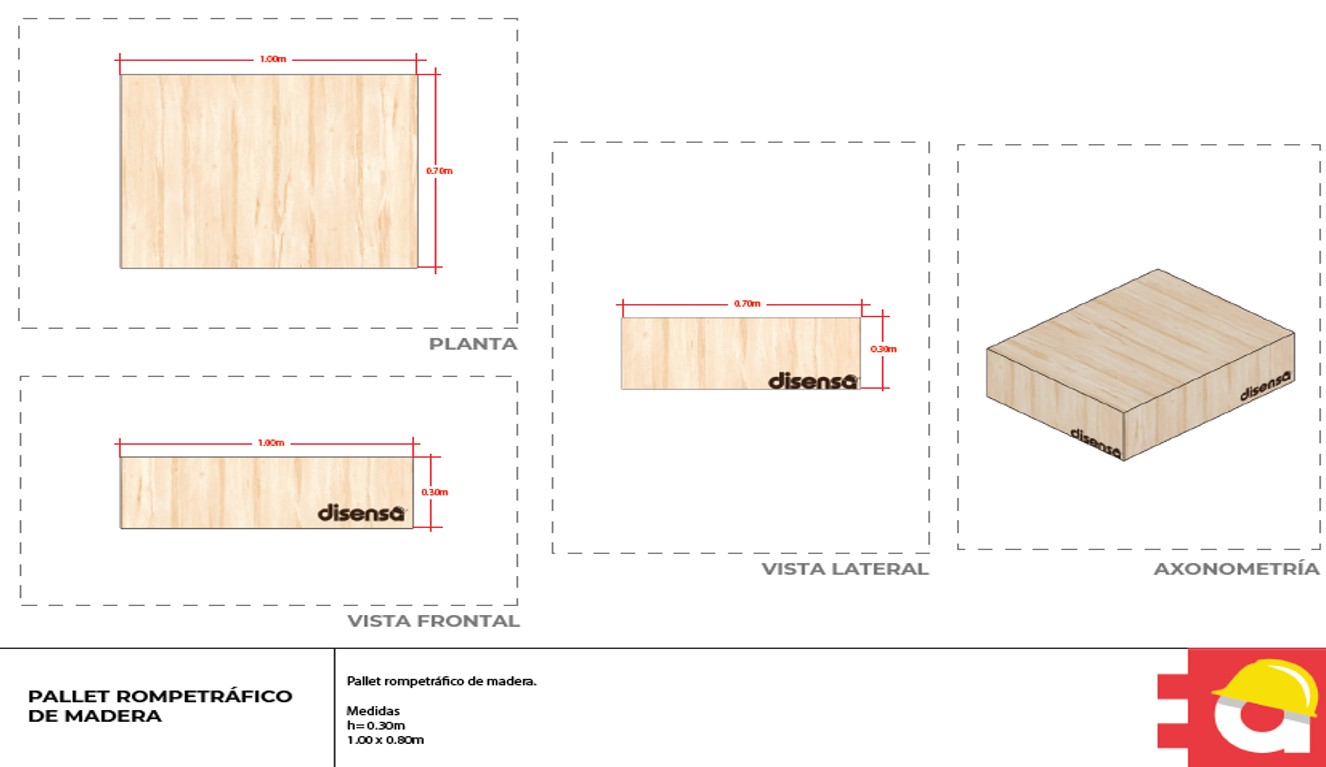 1.00m
0.70m
PLANTA
1.00m
0.30m
disensa
VISTA FRONTAL
0.70m
0.30m
disensa
VISTA LATERAL
disensa
disensa
AXONOMETRÍA
PALLET ROMPETRÁFICO
DE MADERA
Pallet rompetráfico de madera.
Medidas
h=0.30m
1.00 x 0.80m
a